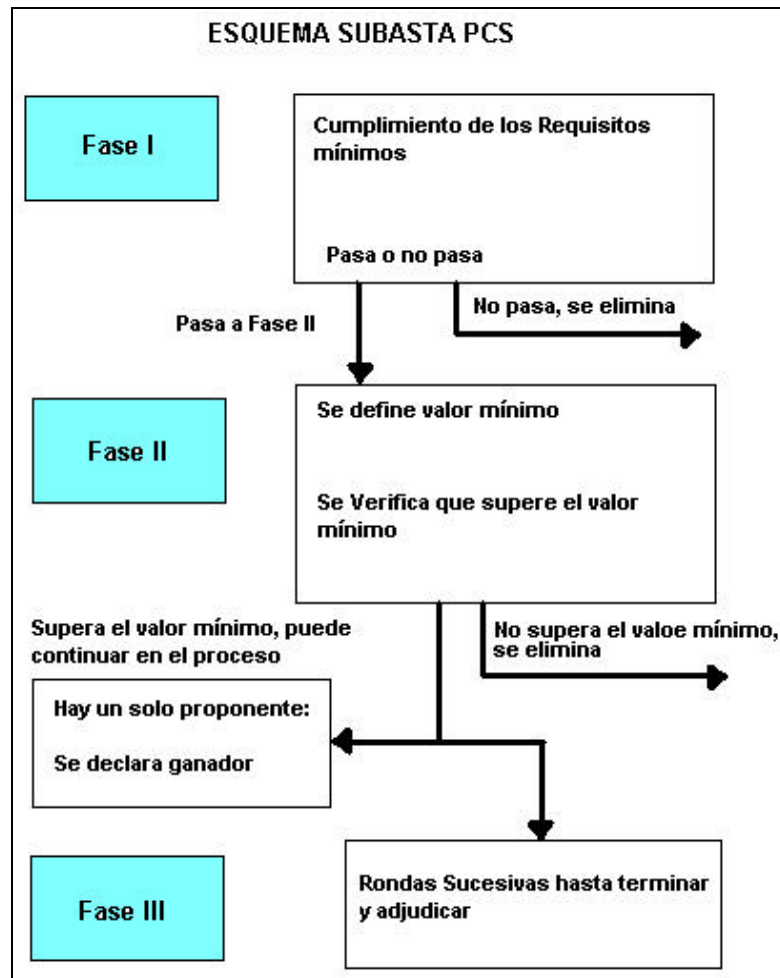 ESQUEMA SUBASTA PCS
Fase I
Cumplimiento de los Requisitos
mínimos
Pasa o no pasa
Pasa a Fase II
No pasa, se elimina
Fase II
Se define valor mínimo
Se Verifica que supere el valor
mínimo
Supera el valor mínimo, puede
continuar en el proceso
No supera el valoe mínimo,
se elimina
Hay un solo proponente:
Se declara ganador
Fase III
Rondas Sucesivas hasta terminar
y adjudicar